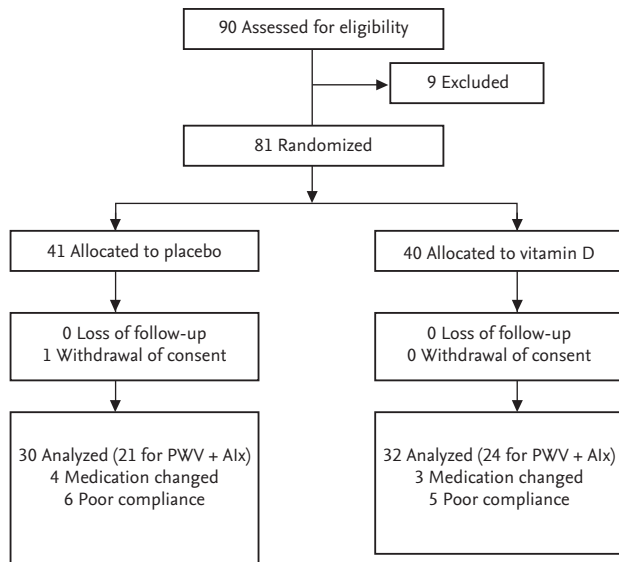 90 Assessed for eligibility
9 Excluded
81 Randomized
41 Allocated to placebo
40 Allocated to vitamin D
0 Loss of follow-up
1 Withdrawal of consent
0 Loss of follow-up
0 Withdrawal of consent
30 Analyzed (21 for PWV + AIx)
4 Medication changed
6 Poor compliance
32 Analyzed (24 for PWV + AIx)
3 Medication changed
5 Poor compliance